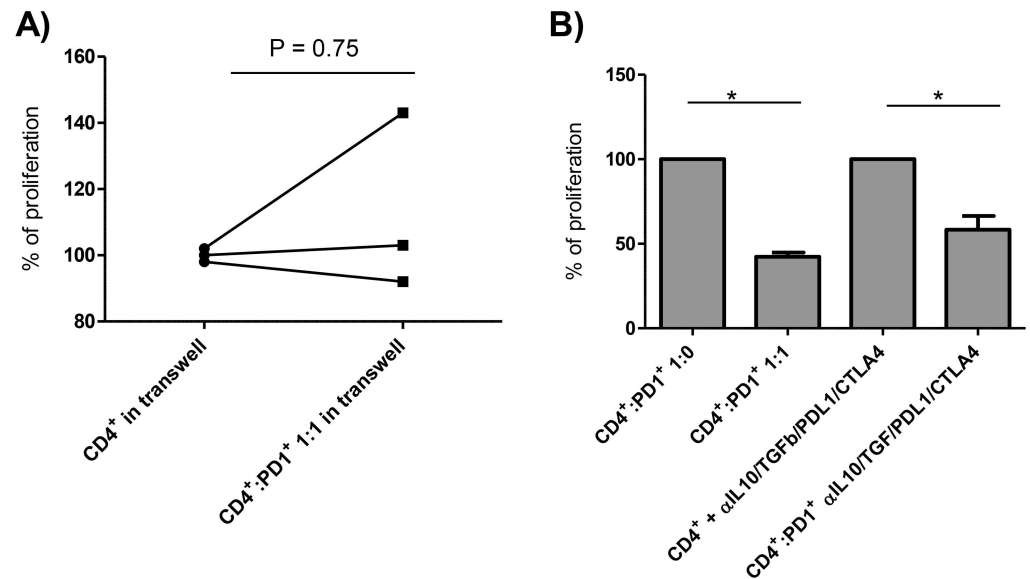 A)
P = 0.75
% of proliferation
160
140
120
100
80
CD4⁺ in transwell
CD4⁺:PD1⁺ 1:1 in transwell
B)
% of proliferation
150
100
50
0
*
*
CD4⁺:PD1⁺ 1:0
CD4⁺:PD1⁺ 1:1
CD4⁺ + αIL10/TGFb/PDL1/CTLA4
CD4⁺:PD1⁺ αIL10/TGF/PDL1/CTLA4